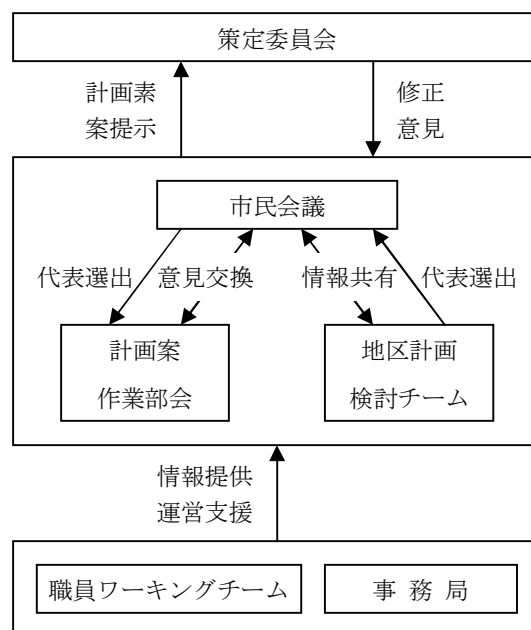 策定委員会
計画素
案提示
修正
意見
市民会議
代表選出
意見交換
情報共有
代表選出
計画案
作業部会
地区計画
検討チーム
情報提供
運営支援
職員ワーキングチーム
事 務 局